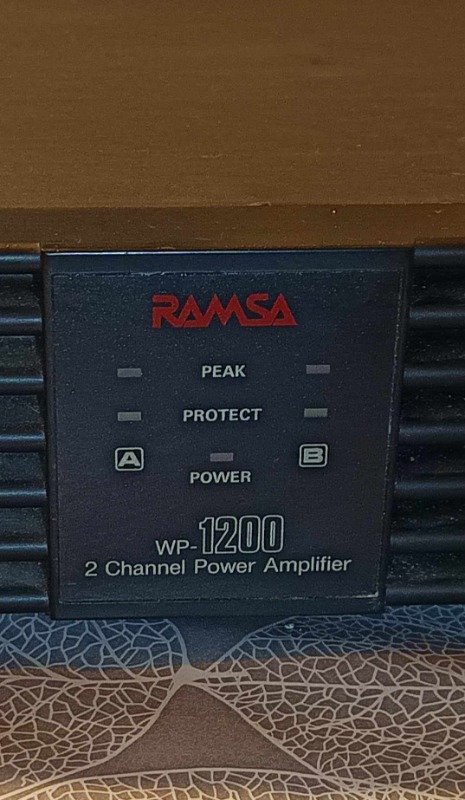 RAMSA
PEAK
PROTECT
A B
POWER
WP-1200
2 Channel Power Amplifier